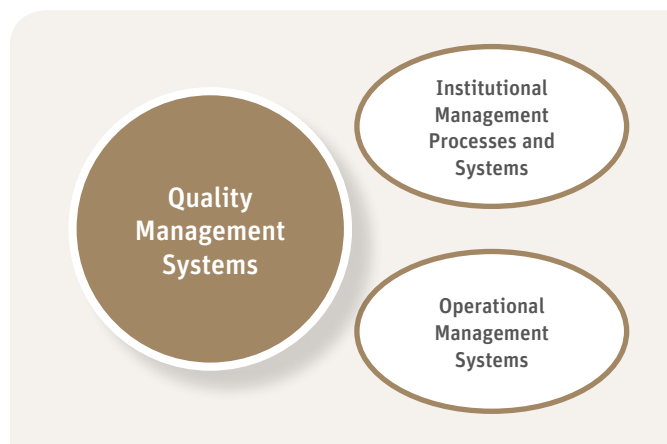 Quality
Management
Systems
Institutional
Management
Processes and
Systems
Operational
Management
Systems